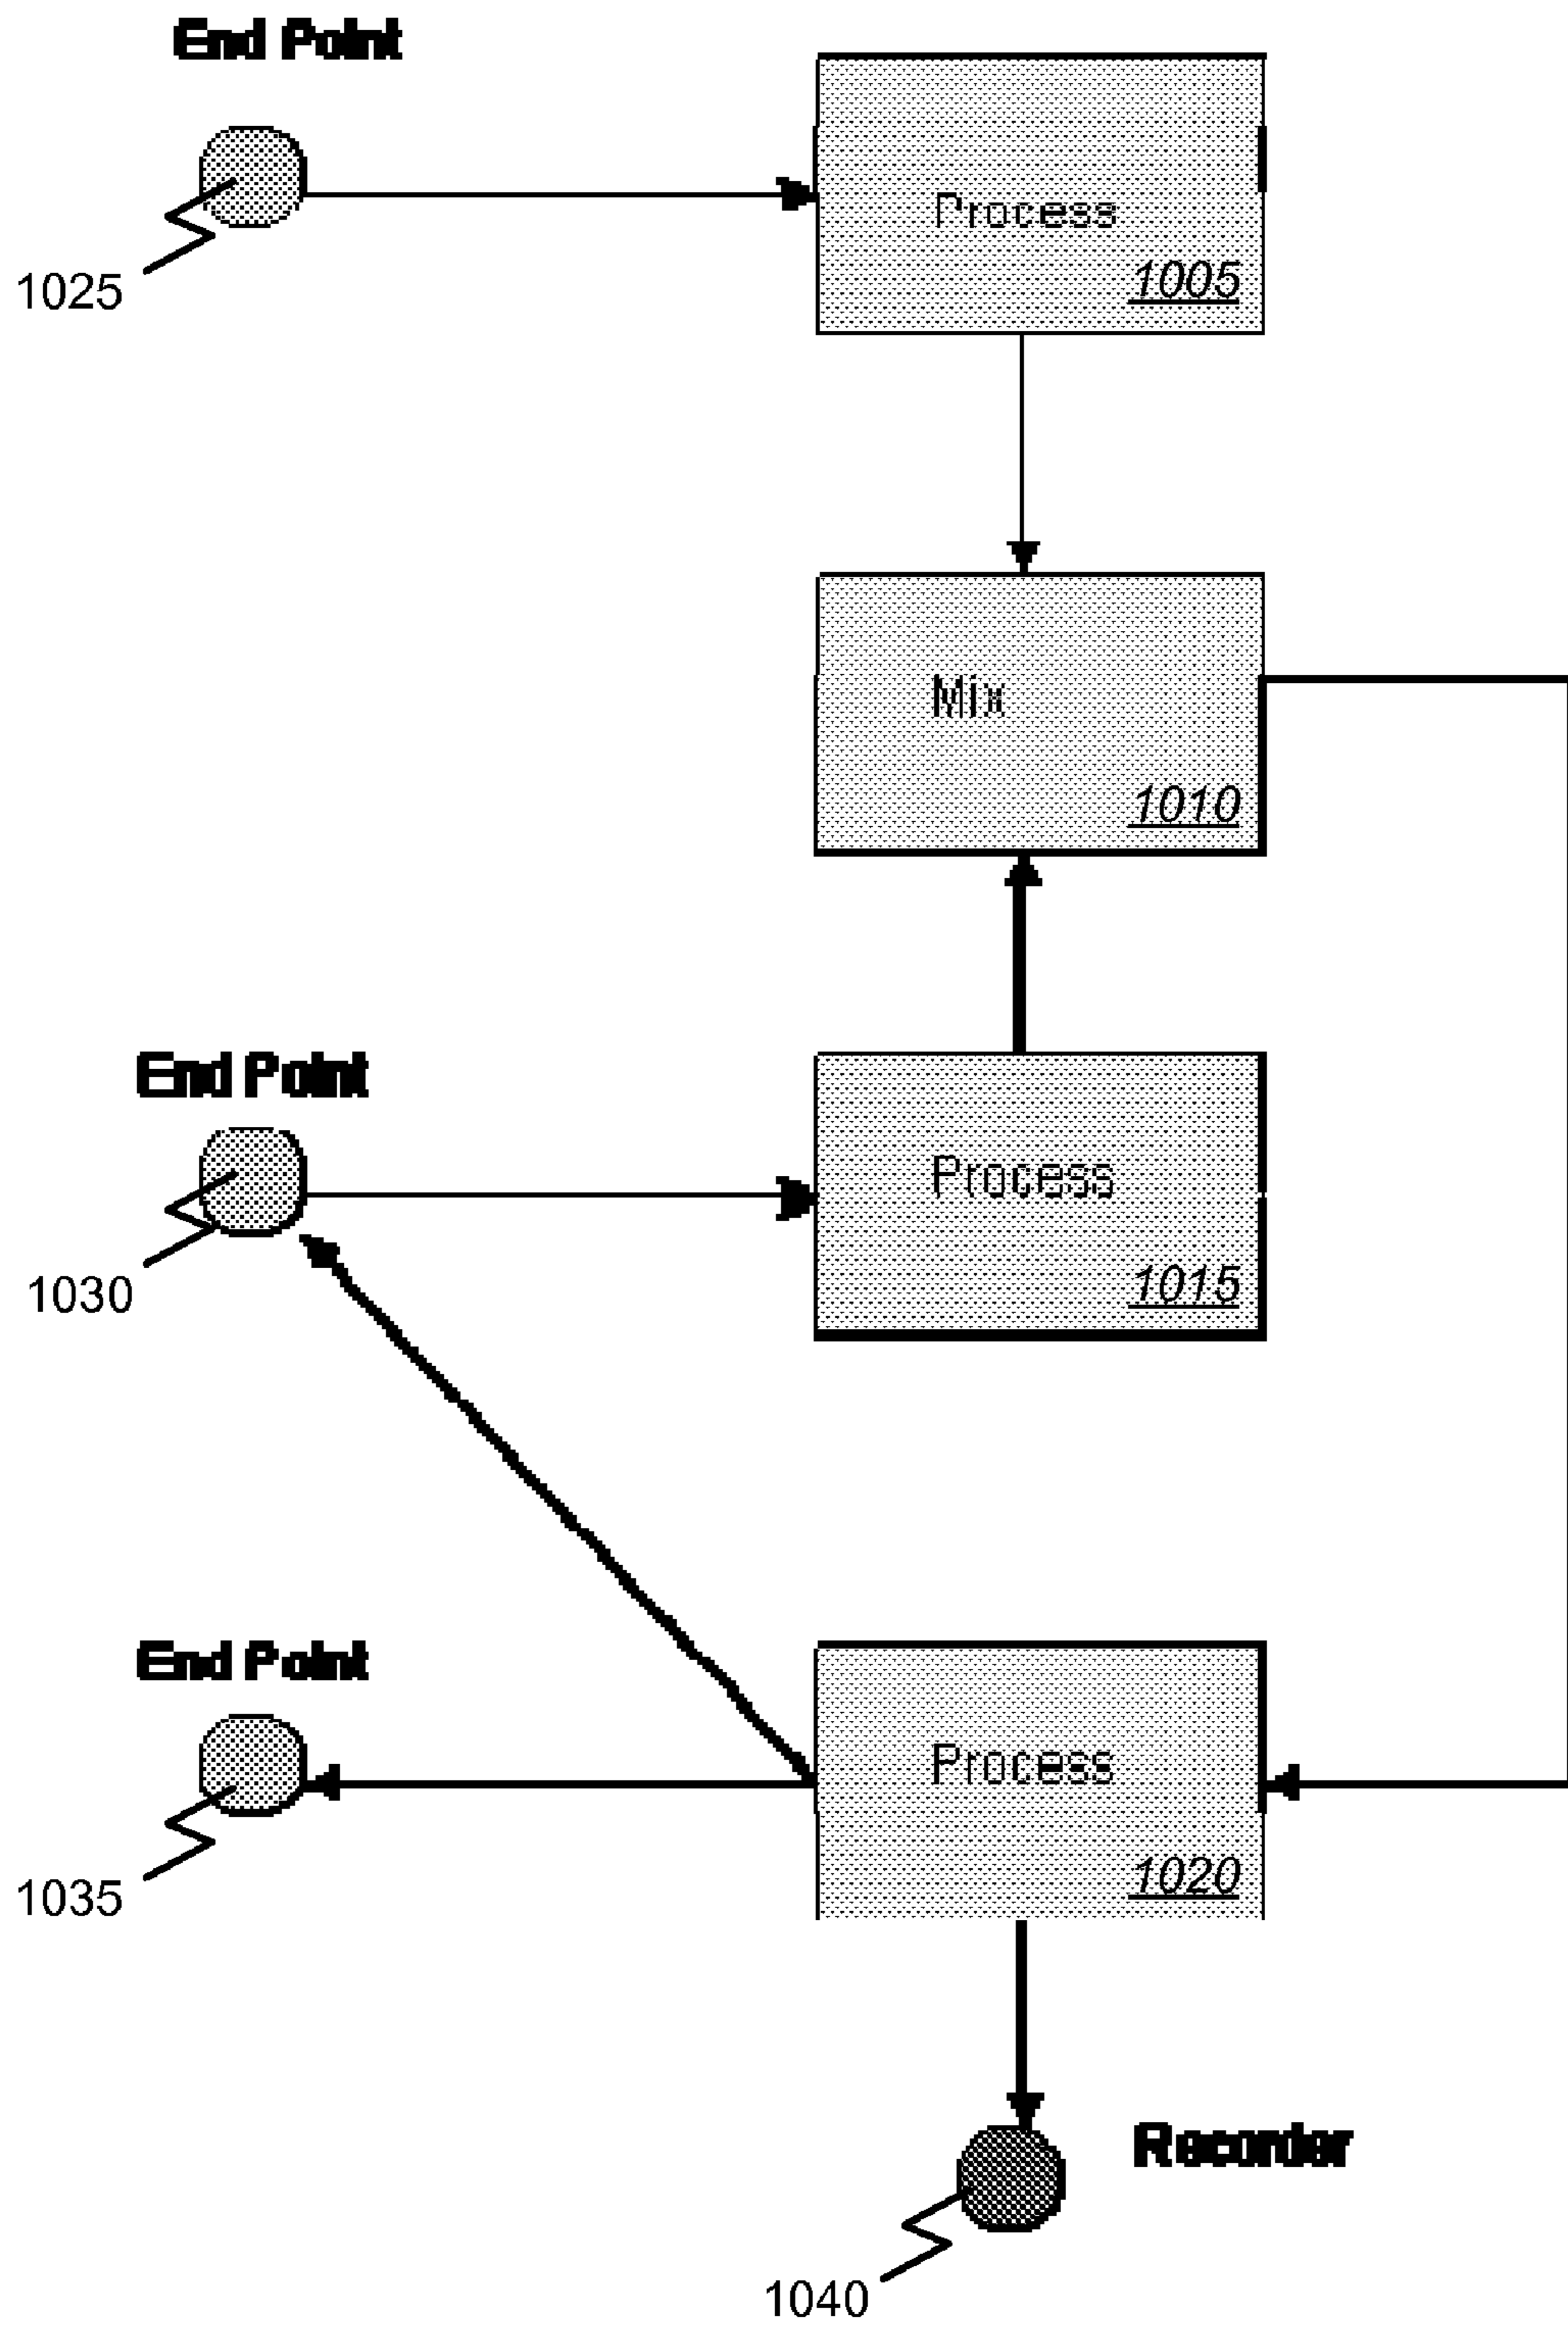 End Point
1025
Process
1005
Mix
1010
End Point
1030
Process
1015
End Point
1035
Process
1020
Recorder
1040